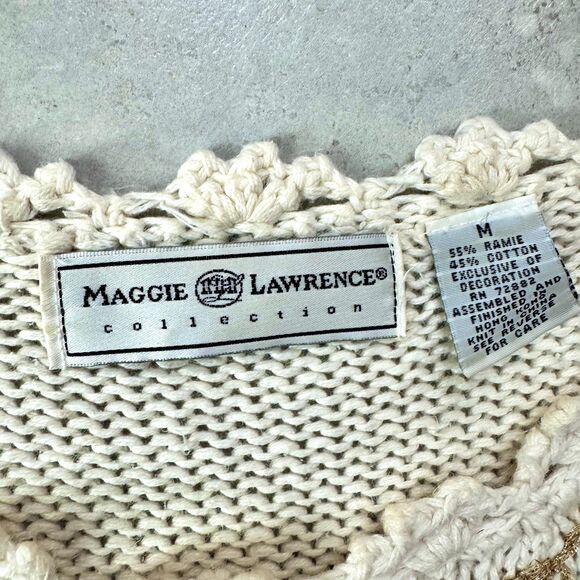 MAGGIE LAWRENCE®
collection
M
55% RAMIE
45% COTTON
EXCLUSIVE OF
DECORATION
RN 72882
ASSEMBLED AND
FINISHED IN
HONG KONG
KNIT IN CHINA
SEE REVERSE
FOR CARE